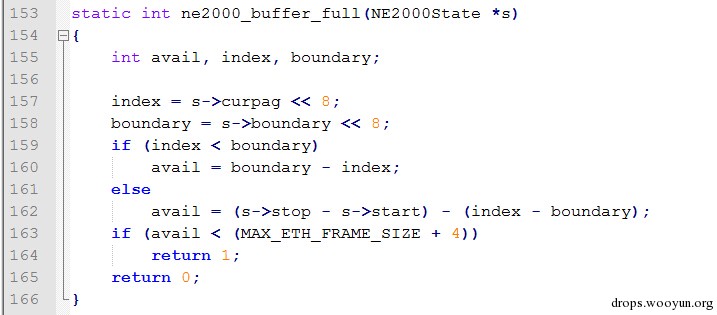 153 static int ne2000_buffer_full(NE2000State *s)
154 {
155 int avail, index, boundary;
156
157 index = s->curpag << 8;
158 boundary = s->boundary << 8;
159 if (index < boundary)
160 avail = boundary - index;
161 else
162 avail = (s->stop - s->start) - (index - boundary);
163 if (avail < (MAX_ETH_FRAME_SIZE + 4))
164 return 1;
165 return 0;
166 }
drops.wooyun.org